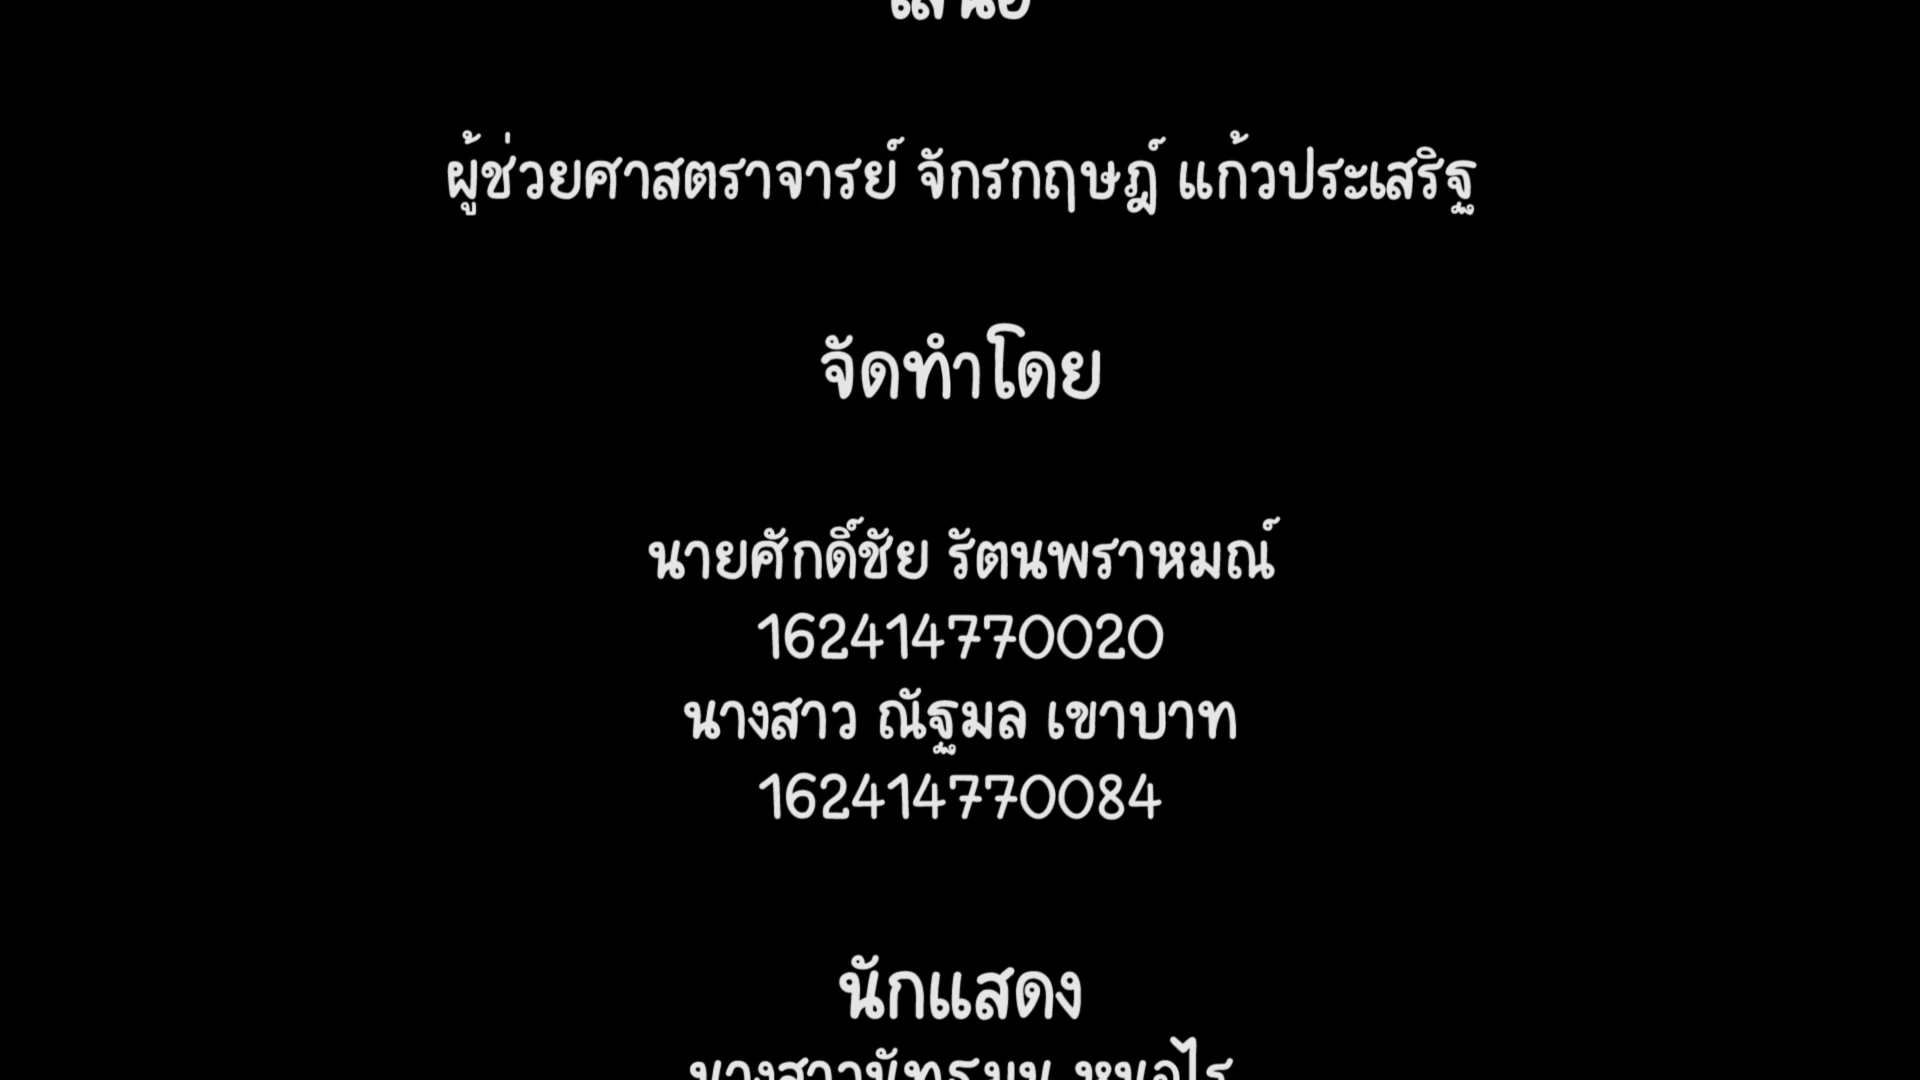 เสนอ
ผู้ช่วยศาสตราจารย์ จักรกฤษฎ์ แก้วประเสริฐ
จัดทำโดย
นายศักดิ์ชัย รัตนพราหมณ์
162414770020
นางสาว ณัฐมล เขาบาท
162414770084
นักแสดง